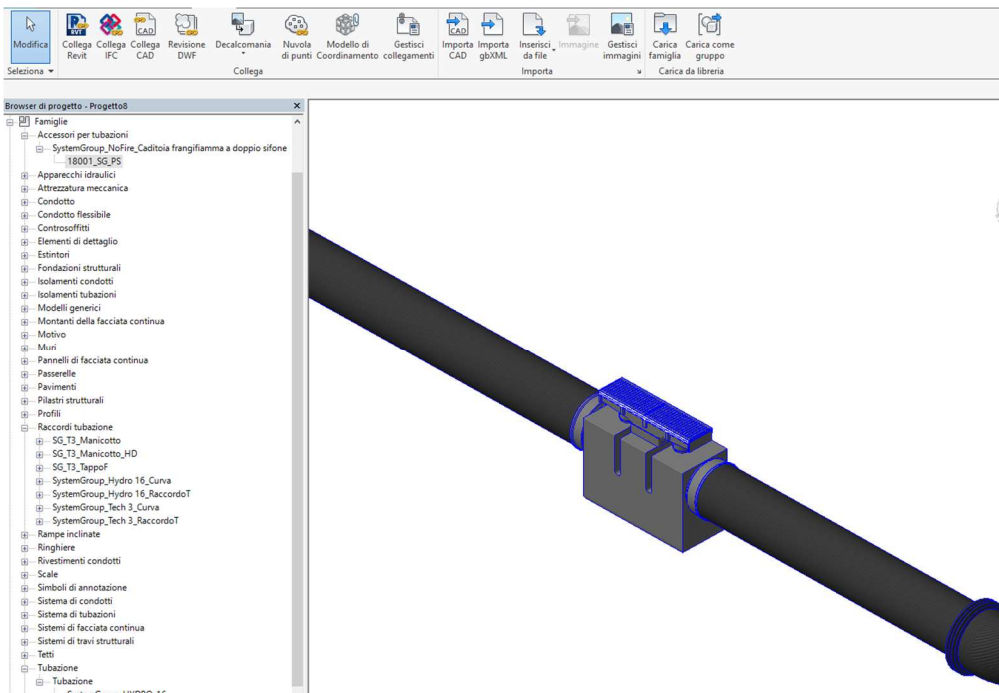 Modifica
Collega Revit
Collega IFC
Collega CAD
Revisione DWF
Decalcomania
Nuvola di punti
Modello di Coordinamento
Gestisci collegamenti
Importa CAD
Importa gbXML
Inserisci da file
Immagine
Gestisci immagini
Carica famiglia
Carica come gruppo
Seleziona
Collega
Importa
Carica da libreria
Browser di progetto - Progetto8
Famiglie
Accessori per tubazioni
SystemGroup_NoFire_Caditoia frangifiamma a doppio sifone
18001_SG_PS
Apparecchi idraulici
Attrezzatura meccanica
Condotto
Condotto flessibile
Controsoffitti
Elementi di dettaglio
Estintori
Fondazioni strutturali
Isolamenti condotti
Isolamenti tubazioni
Modelli generici
Montanti della facciata continua
Motivo
Muri
Pannelli di facciata continua
Passerelle
Pavimenti
Pilastri strutturali
Profili
Raccordi tubazione
SG_T3_Manicotto
SG_T3_Manicotto_HD
SG_T3_TappoF
SystemGroup_Hydro 16_Curva
SystemGroup_Hydro 16_RaccordoT
SystemGroup_Tech 3_Curva
SystemGroup_Tech 3_RaccordoT
Rampe inclinate
Ringhiere
Rivestimenti condotti
Scale
Simboli di annotazione
Sistema di condotti
Sistema di tubazioni
Sistemi di facciata continua
Sistemi di travi strutturali
Tetti
Tubazione
Tubazione